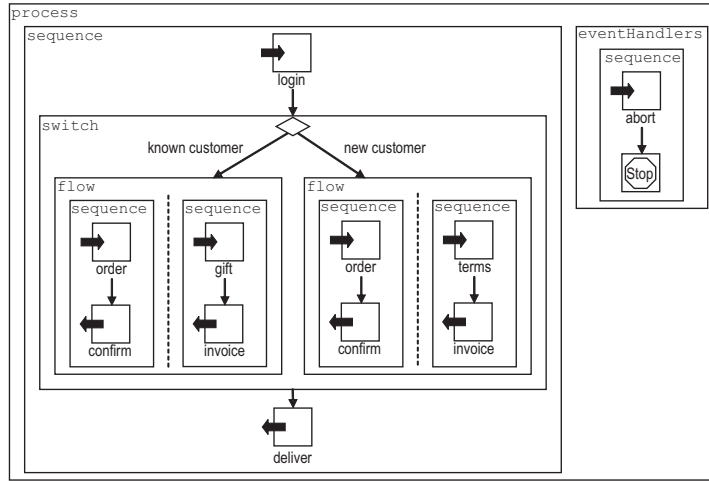 process
sequence
eventHandlers
sequence
login
abort
switch
known customer
new customer
Stop
flow
flow
sequence
sequence
sequence
sequence
order
gift
order
terms
confirm
invoice
confirm
invoice
deliver